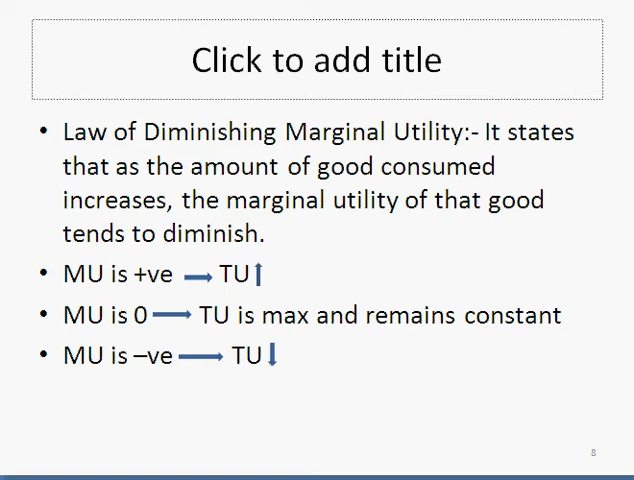 Click to add title
• Law of Diminishing Marginal Utility:- It states
that as the amount of good consumed
increases, the marginal utility of that good
tends to diminish.
• MU is +ve → TU↑
• MU is 0 → TU is max and remains constant
• MU is –ve → TU↓
8